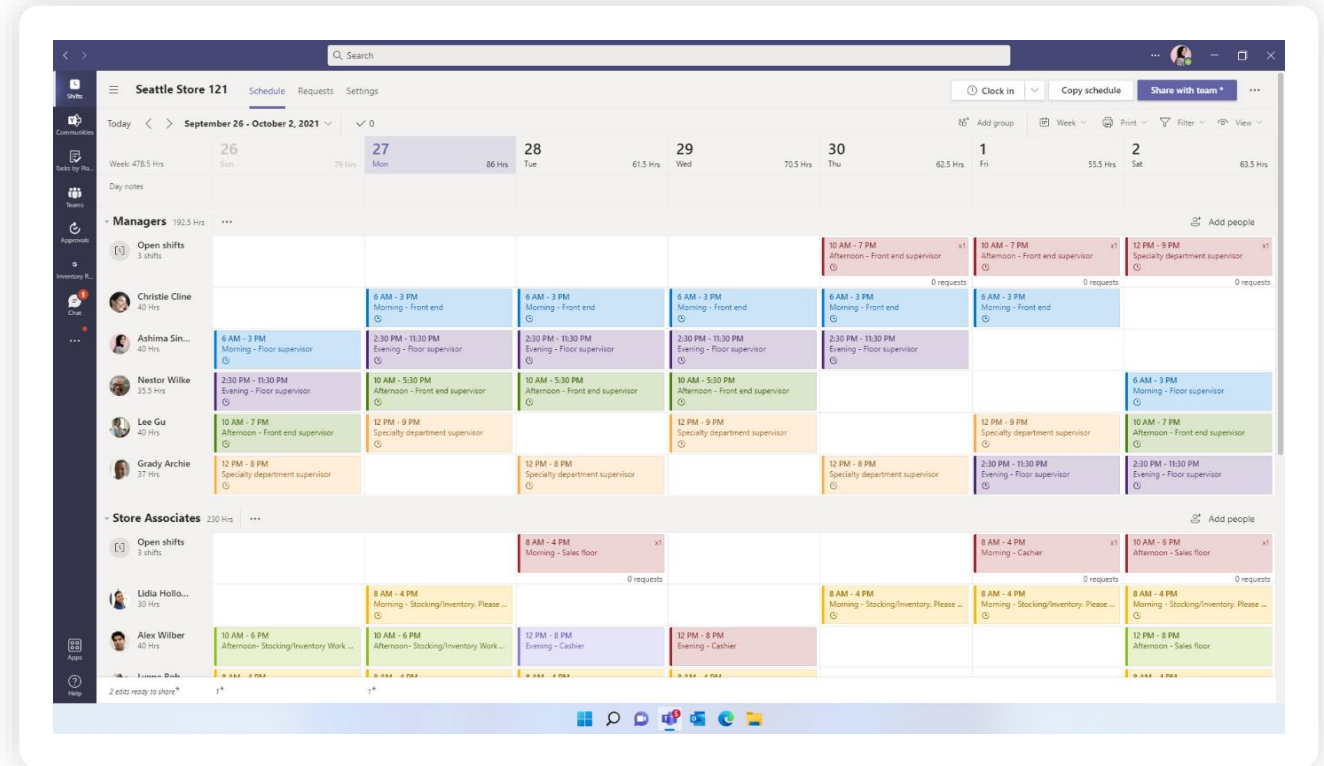 Search
Shifts
Communities
Tasks by Pla...
Teams
Approvals
Inventory R...
1
Chat
Apps
Help
Seattle Store 121 Schedule Requests Settings
Clock in Copy schedule Share with team *
Today September 26 - October 2, 2021 0
Add group Week Print Filter View
Week: 478.5 Hrs
26 27 28 29 30 1 2
Sun 79 Hrs Mon 86 Hrs Tue 61.5 Hrs Wed 70.5 Hrs Thu 62.5 Hrs Fri 55.5 Hrs Sat 63.5 Hrs
Day notes
Managers 192.5 Hrs Add people
Open shifts
3 shifts
10 AM - 7 PM x1
Afternoon - Front end supervisor
0 requests
10 AM - 7 PM x1
Afternoon - Front end supervisor
0 requests
12 PM - 9 PM x1
Specialty department supervisor
0 requests
Christie Cline
40 Hrs
6 AM - 3 PM
Morning - Front end
6 AM - 3 PM
Morning - Front end
6 AM - 3 PM
Morning - Front end
6 AM - 3 PM
Morning - Front end
6 AM - 3 PM
Morning - Front end
Ashima Sin...
40 Hrs
6 AM - 3 PM
Morning - Floor supervisor
2:30 PM - 11:30 PM
Evening - Floor supervisor
2:30 PM - 11:30 PM
Evening - Floor supervisor
2:30 PM - 11:30 PM
Evening - Floor supervisor
2:30 PM - 11:30 PM
Evening - Floor supervisor
Nestor Wilke
35.5 Hrs
2:30 PM - 11:30 PM
Evening - Floor supervisor
10 AM - 5:30 PM
Afternoon - Front end supervisor
10 AM - 5:30 PM
Afternoon - Front end supervisor
10 AM - 5:30 PM
Afternoon - Front end supervisor
6 AM - 3 PM
Morning - Floor supervisor
Lee Gu
40 Hrs
10 AM - 7 PM
Afternoon - Front end supervisor
12 PM - 9 PM
Specialty department supervisor
12 PM - 9 PM
Specialty department supervisor
12 PM - 9 PM
Specialty department supervisor
10 AM - 7 PM
Afternoon - Front end supervisor
Grady Archie
37 Hrs
12 PM - 8 PM
Specialty department supervisor
12 PM - 8 PM
Specialty department supervisor
12 PM - 8 PM
Specialty department supervisor
2:30 PM - 11:30 PM
Evening - Floor supervisor
2:30 PM - 11:30 PM
Evening - Floor supervisor
Store Associates 230 Hrs Add people
Open shifts
3 shifts
8 AM - 4 PM x1
Morning - Sales floor
0 requests
8 AM - 4 PM x1
Morning - Cashier
0 requests
10 AM - 6 PM x1
Afternoon - Sales floor
0 requests
Lidia Hollo...
30 Hrs
8 AM - 4 PM
Morning - Stocking/Inventory. Please ...
8 AM - 4 PM
Morning - Stocking/Inventory. Please ...
8 AM - 4 PM
Morning - Stocking/Inventory. Please ...
8 AM - 4 PM
Morning - Stocking/Inventory. Please ...
Alex Wilber
40 Hrs
10 AM - 6 PM
Afternoon- Stocking/Inventory Work ...
10 AM - 6 PM
Afternoon- Stocking/Inventory Work ...
12 PM - 8 PM
Evening - Cashier
12 PM - 8 PM
Evening - Cashier
12 PM - 8 PM
Afternoon - Sales floor
2 edits ready to share* 1* 1*
5